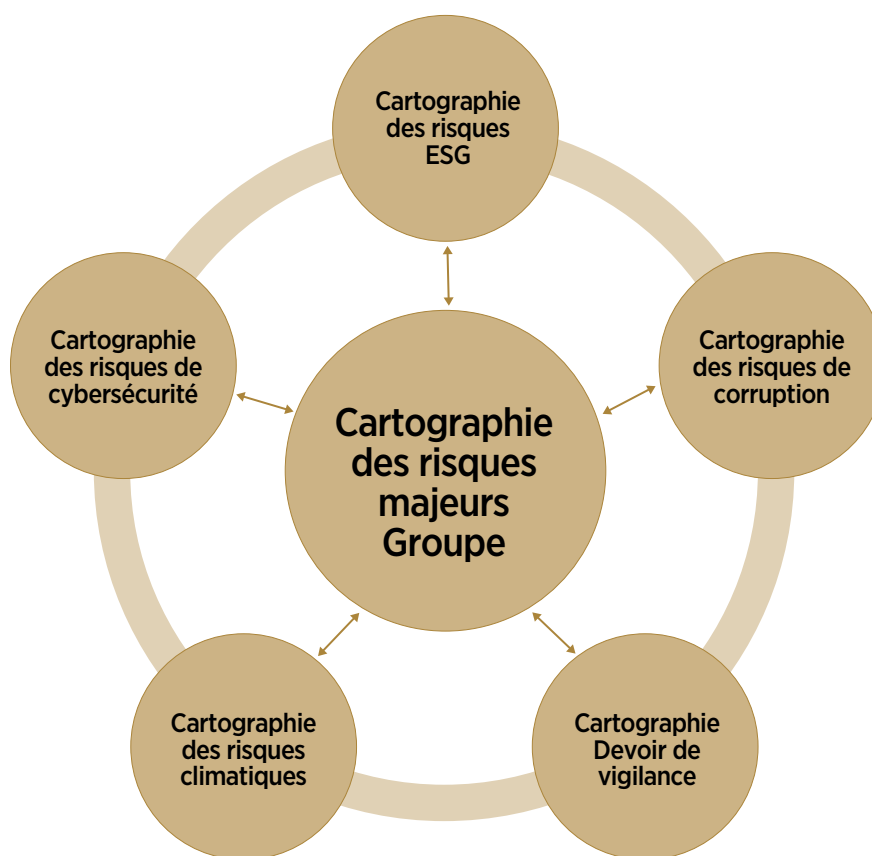 Cartographie
des risques
ESG
Cartographie
des risques de
cybersécurité
Cartographie
des risques de
corruption
Cartographie
des risques
majeurs
Groupe
Cartographie
des risques
climatiques
Cartographie
Devoir de
vigilance